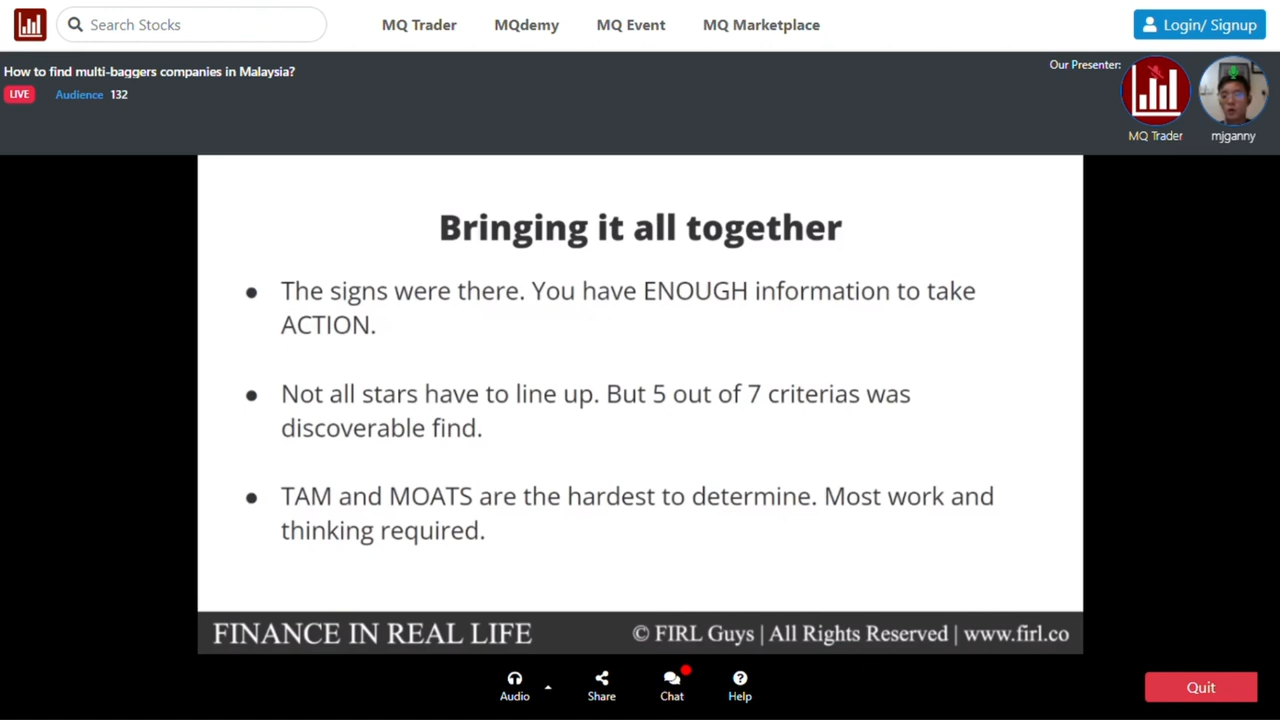 Search Stocks
MQ Trader
MQdemy
MQ Event
MQ Marketplace
Login/ Signup
How to find multi-baggers companies in Malaysia?
LIVE
Audience 132
Our Presenter:
MQ Trader
mjganny
Bringing it all together
The signs were there. You have ENOUGH information to take
ACTION.
Not all stars have to line up. But 5 out of 7 criterias was
discoverable find.
TAM and MOATS are the hardest to determine. Most work and
thinking required.
FINANCE IN REAL LIFE
© FIRL Guys | All Rights Reserved | www.firl.co
Audio
Share
Chat
Help
Quit